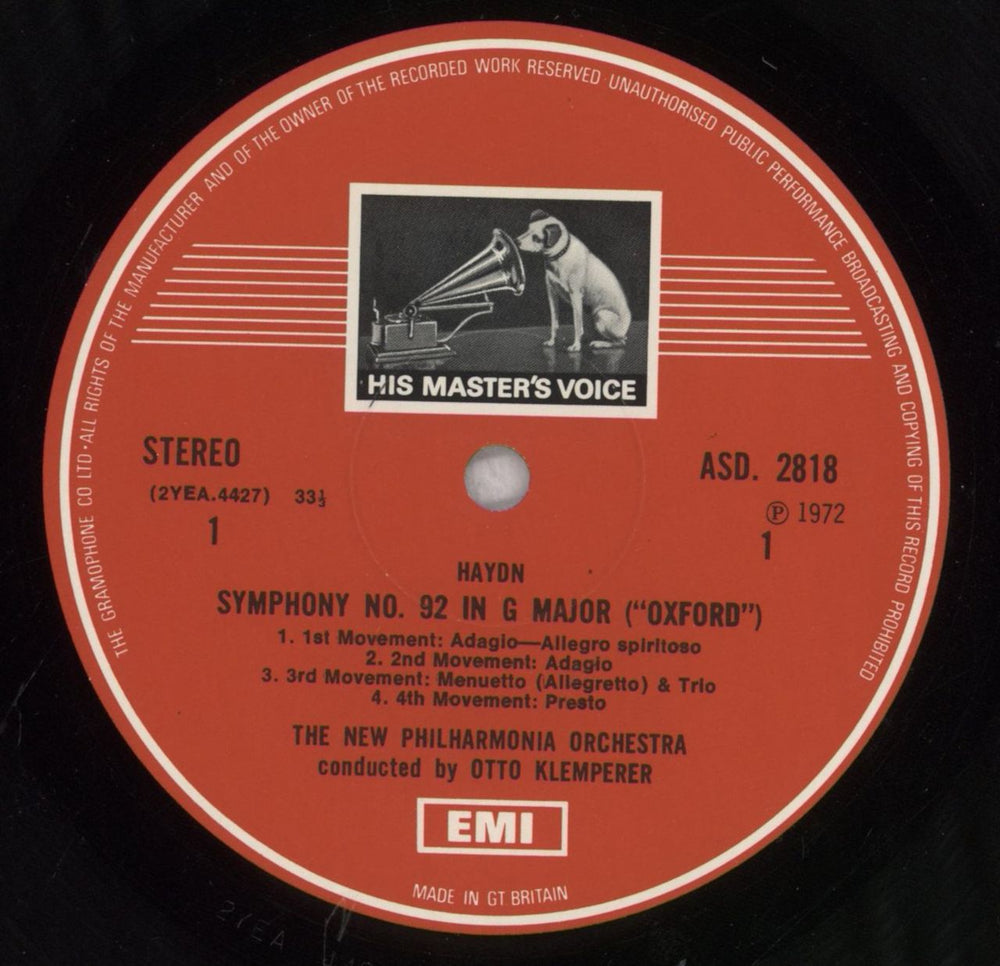 THE GRAMOPHONE CO LTD·ALL RIGHTS OF THE MANUFACTURER AND OF THE OWNER OF THE RECORDED WORK RESERVED·UNAUTHORISED PUBLIC PERFORMANCE BROADCASTING AND COPYING OF THIS RECORD PROHIBITED
HIS MASTER'S VOICE
STEREO
(2YEA.4427) 33⅓
1
ASD. 2818
Ⓟ 1972
1
HAYDN
SYMPHONY NO. 92 IN G MAJOR ("OXFORD")
1. 1st Movement: Adagio—Allegro spiritoso
2. 2nd Movement: Adagio
3. 3rd Movement: Menuetto (Allegretto) & Trio
4. 4th Movement: Presto
THE NEW PHILHARMONIA ORCHESTRA
conducted by OTTO KLEMPERER
EMI
MADE IN GT BRITAIN
2YEA